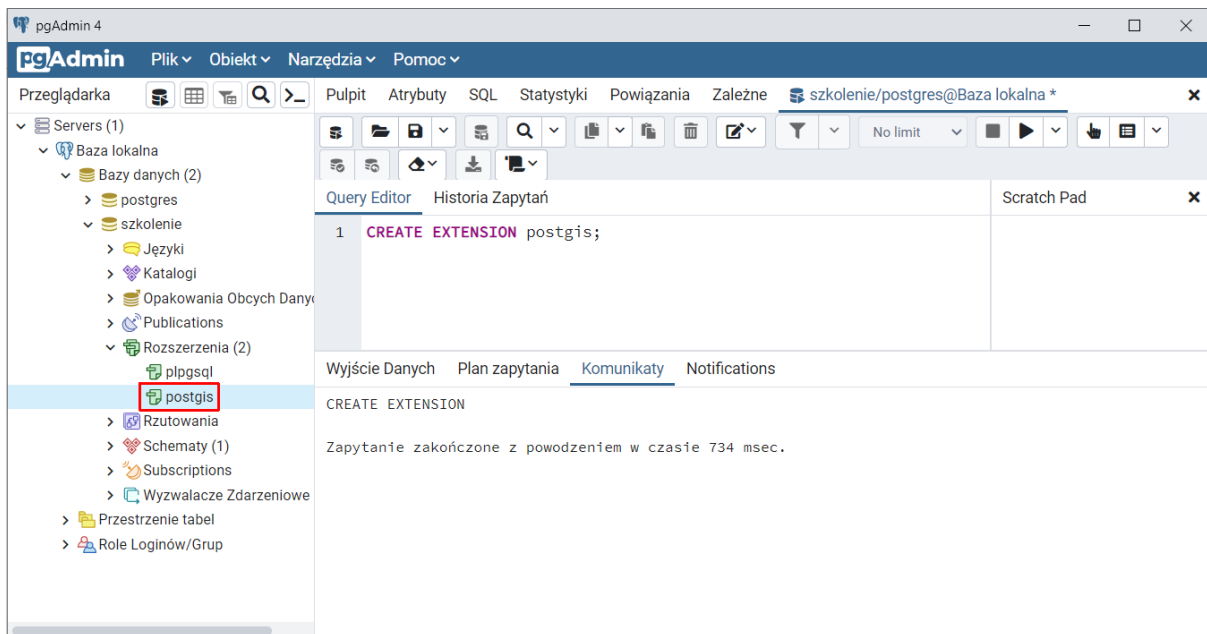 pgAdmin 4
pgAdmin Plik Obiekt Narzędzia Pomoc
Przeglądarka
Pulpit Atrybuty SQL Statystyki Powiązania Zależne szkolenie/postgres@Baza lokalna *
Servers (1)
Baza lokalna
Bazy danych (2)
postgres
szkolenie
Języki
Katalogi
Opakowania Obcych Dany
Publications
Rozszerzenia (2)
plpgsql
postgis
Rzutowania
Schematy (1)
Subscriptions
Wyzwalacze Zdarzeniowe
Przestrzenie tabel
Role Loginów/Grup
No limit
Query Editor Historia Zapytań
Scratch Pad
1 CREATE EXTENSION postgis;
Wyjście Danych Plan zapytania Komunikaty Notifications
CREATE EXTENSION
Zapytanie zakończone z powodzeniem w czasie 734 msec.